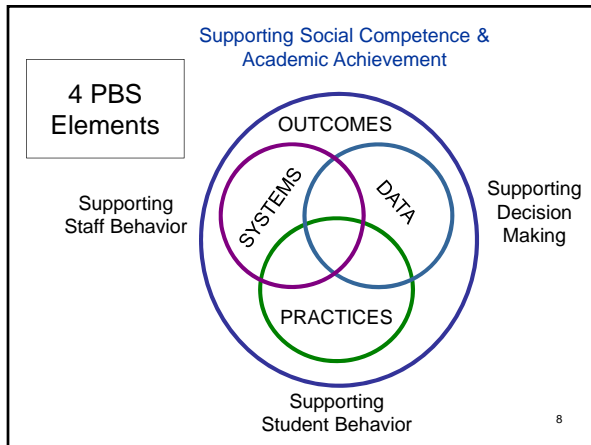 Supporting Social Competence &
Academic Achievement
4 PBS
Elements
OUTCOMES
SYSTEMS
DATA
Supporting
Staff Behavior
Supporting
Decision
Making
PRACTICES
Supporting
Student Behavior
8